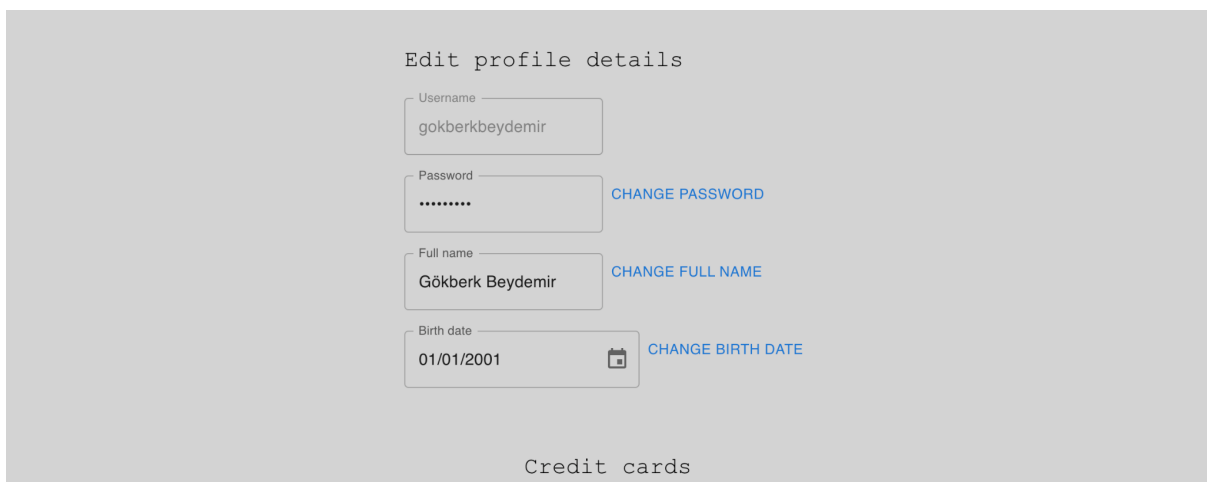 Edit profile details
Username
gokberkbeydemir
Password
•••••••••
CHANGE PASSWORD
Full name
Gökberk Beydemir
CHANGE FULL NAME
Birth date
01/01/2001
CHANGE BIRTH DATE
Credit cards